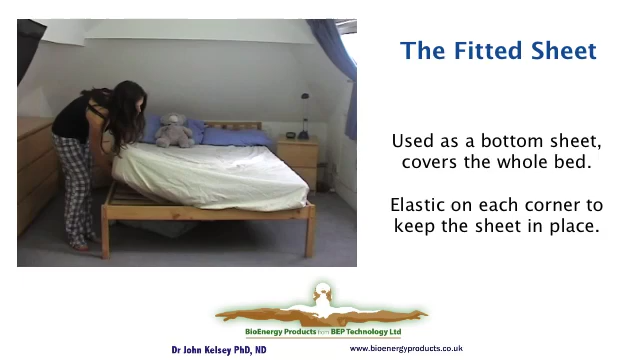 The Fitted Sheet
Used as a bottom sheet,
covers the whole bed.
Elastic on each corner to
keep the sheet in place.
BioEnergy Products from BEP Technology Ltd
Dr John Kelsey PhD, ND
www.bioenergyproducts.co.uk